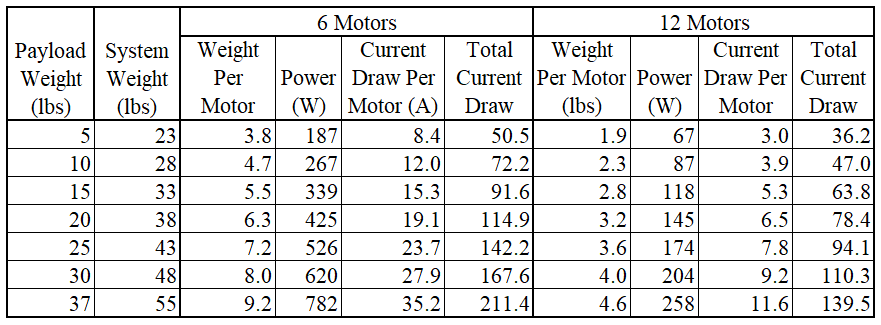 6 Motors 12 Motors
Payload Weight (lbs) System Weight (lbs) Weight Per Motor Power (W) Current Draw Per Motor (A) Total Current Draw Weight Per Motor (lbs) Power (W) Current Draw Per Motor Total Current Draw
5 23 3.8 187 8.4 50.5 1.9 67 3.0 36.2
10 28 4.7 267 12.0 72.2 2.3 87 3.9 47.0
15 33 5.5 339 15.3 91.6 2.8 118 5.3 63.8
20 38 6.3 425 19.1 114.9 3.2 145 6.5 78.4
25 43 7.2 526 23.7 142.2 3.6 174 7.8 94.1
30 48 8.0 620 27.9 167.6 4.0 204 9.2 110.3
37 55 9.2 782 35.2 211.4 4.6 258 11.6 139.5